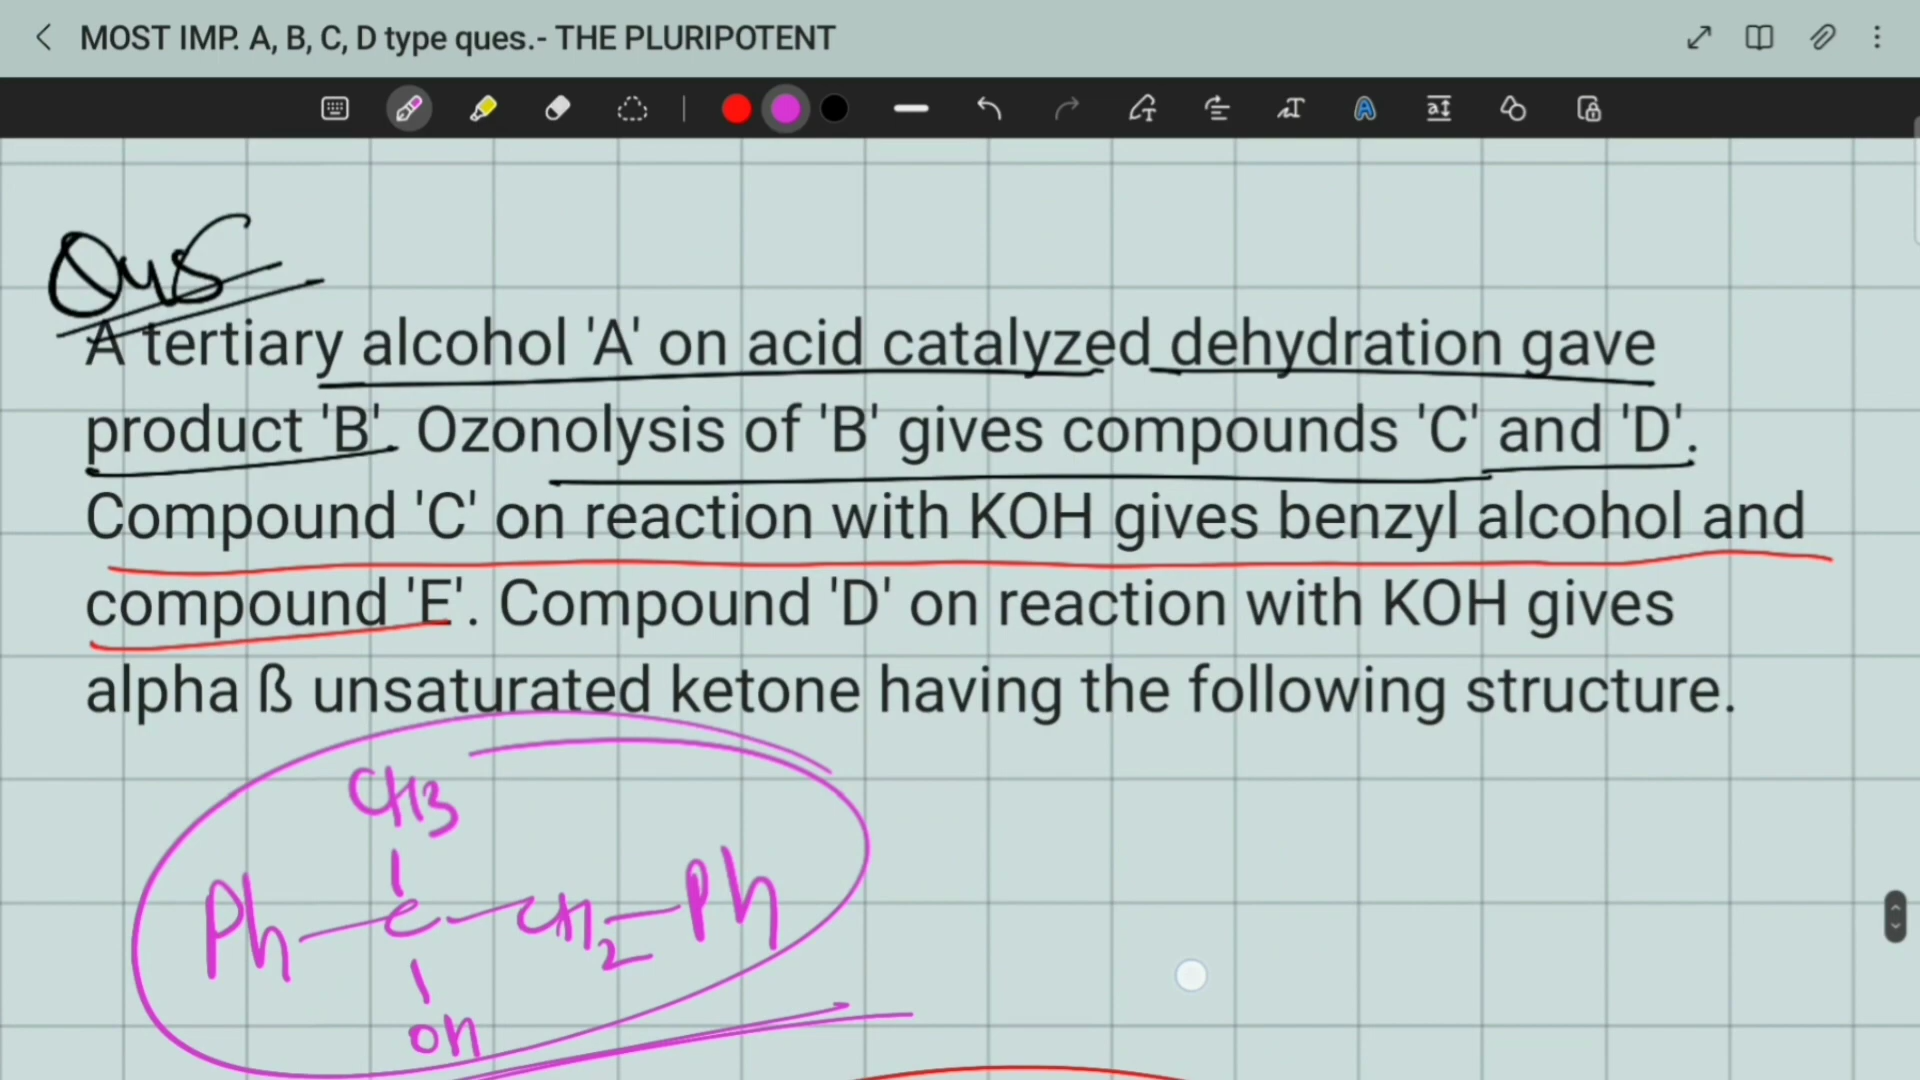 MOST IMP. A, B, C, D type ques.- THE PLURIPOTENT
Ques
A tertiary alcohol 'A' on acid catalyzed dehydration gave
product 'B'. Ozonolysis of 'B' gives compounds 'C' and 'D'.
Compound 'C' on reaction with KOH gives benzyl alcohol and
compound 'E'. Compound 'D' on reaction with KOH gives
alpha ß unsaturated ketone having the following structure.
CH3
Ph-C-CH2-Ph
OH